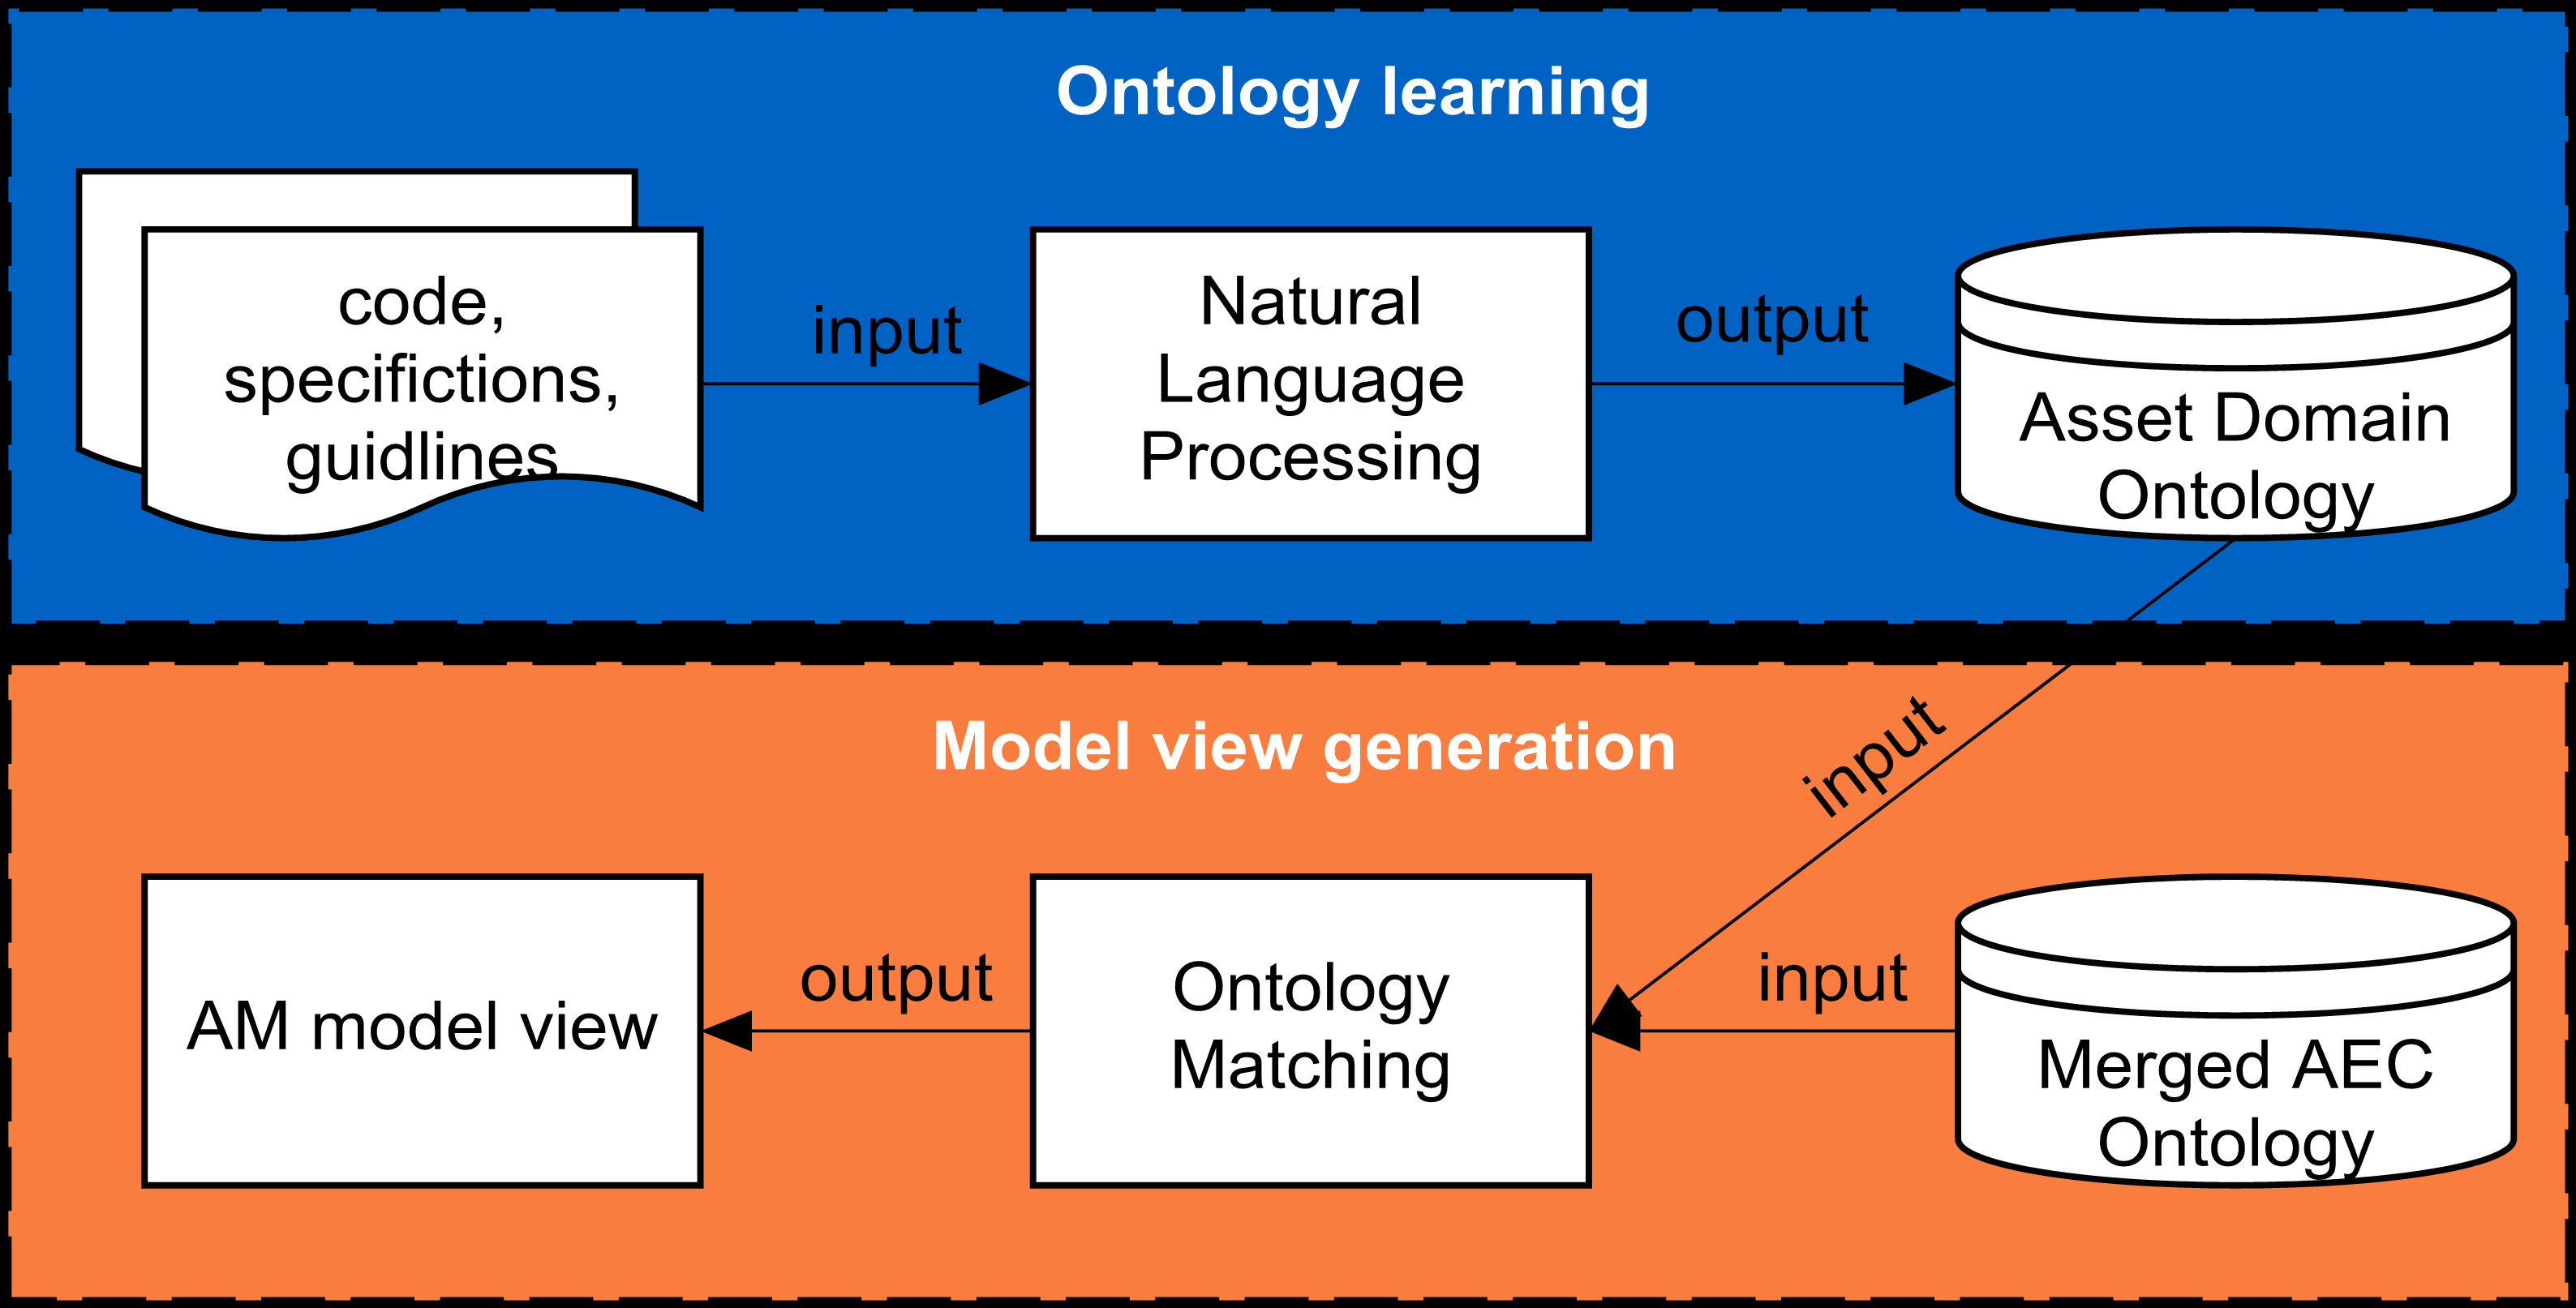 Ontology learning
code,
specifictions,
guidlines
input
Natural
Language
Processing
output
Asset Domain
Ontology
input
Model view generation
AM model view
output
Ontology
Matching
input
Merged AEC
Ontology